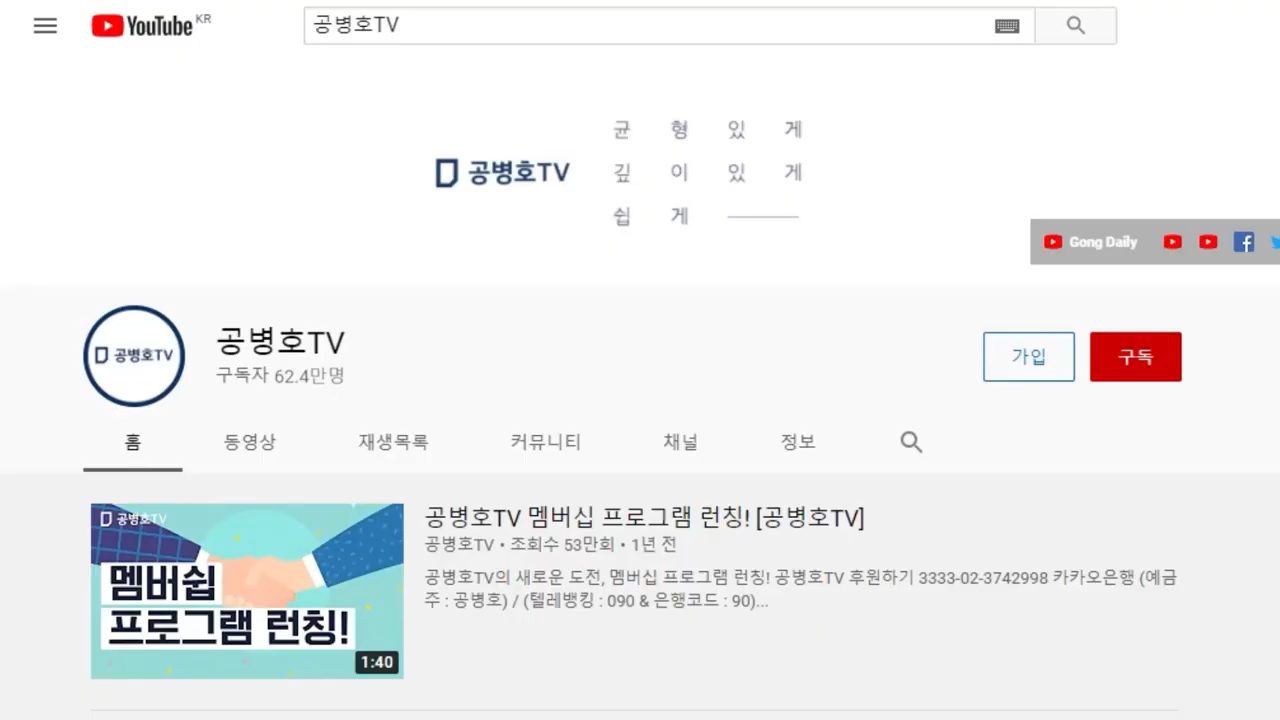 YouTube KR
공병호TV
균 형 있 게
공병호TV
깊 이 있 게
쉽 게
Gong Daily
공병호TV
공병호TV
구독자 62.4만명
가입
구독
홈 동영상 재생목록 커뮤니티 채널 정보
공병호TV
멤버쉽
프로그램 런칭!
1:40
공병호TV 멤버십 프로그램 런칭! [공병호TV]
공병호TV • 조회수 53만회 • 1년 전
공병호TV의 새로운 도전, 멤버십 프로그램 런칭! 공병호TV 후원하기 3333-02-3742998 카카오은행 (예금
주 : 공병호) / (텔레뱅킹 : 090 & 은행코드 : 90)...